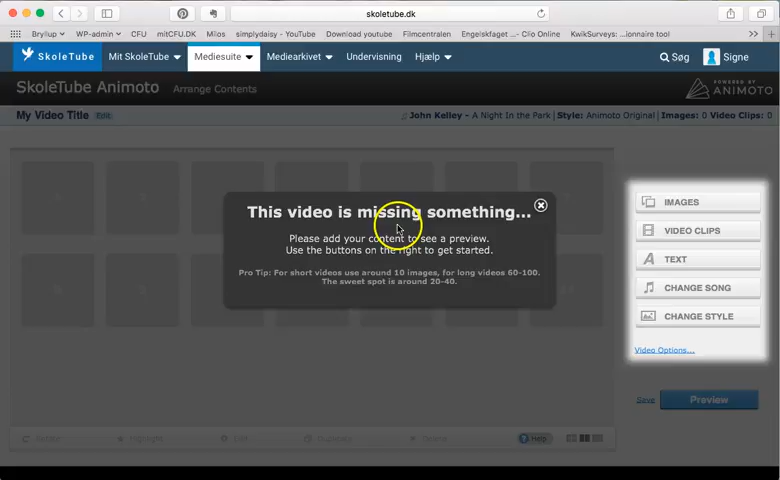 skoletube.dk
Bryllup WP-admin CFU mitCFU.DK Milos simplydaisy - YouTube Download youtube Filmcentralen Engelskfaget ... - Clio Online KwikSurveys: ...ionnaire tool
SkoleTube Mit SkoleTube Mediesuite Mediearkivet Undervisning Hjælp Søg Signe
SkoleTube Animoto Arrange Contents POWERED BY ANIMOTO
My Video Title Edit John Kelley - A Night In the Park | Style: Animoto Original | Images: 0 Video Clips: 0
This video is missing something...
Please add your content to see a preview.
Use the buttons on the right to get started.
Pro Tip: For short videos use around 10 images, for long videos 60-100.
The sweet spot is around 20-40.
IMAGES
VIDEO CLIPS
TEXT
CHANGE SONG
CHANGE STYLE
Video Options...
Save Preview
Rotate Highlight Edit Duplicate Delete Help